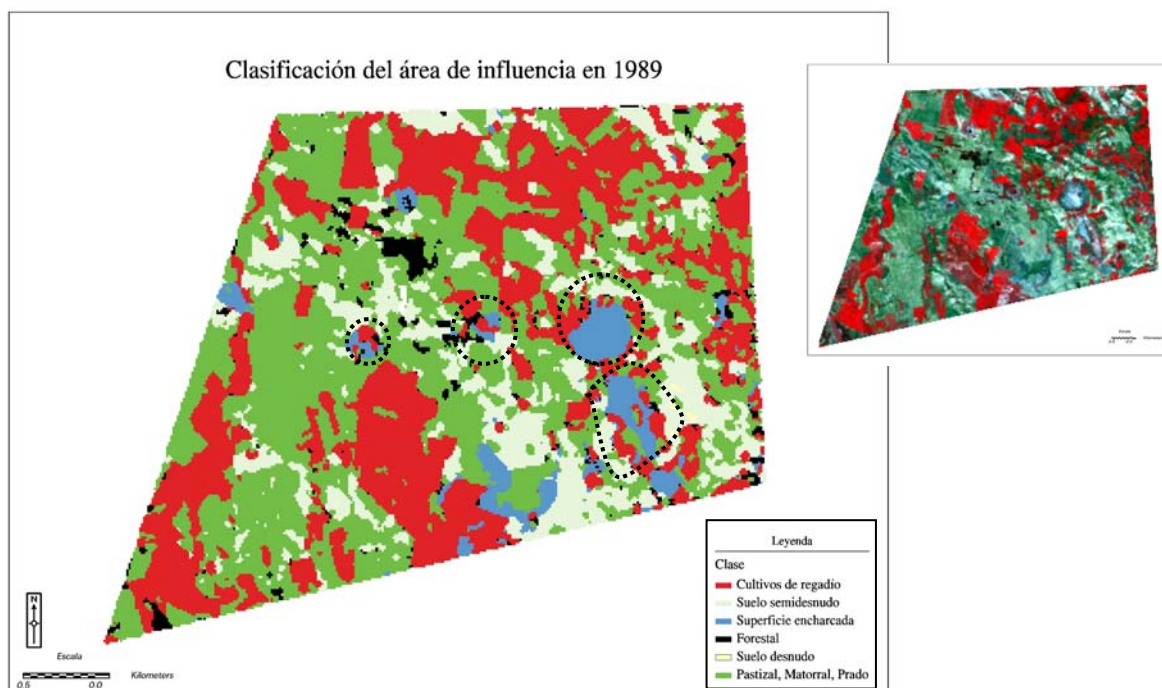 Clasificación del área de influencia en 1989
N
Escala
0.5 0.0 Kilometers
Leyenda
Clase
Cultivos de regadío
Suelo semidesnudo
Superficie encharcada
Forestal
Suelo desnudo
Pastizal, Matorral, Prado
Escala